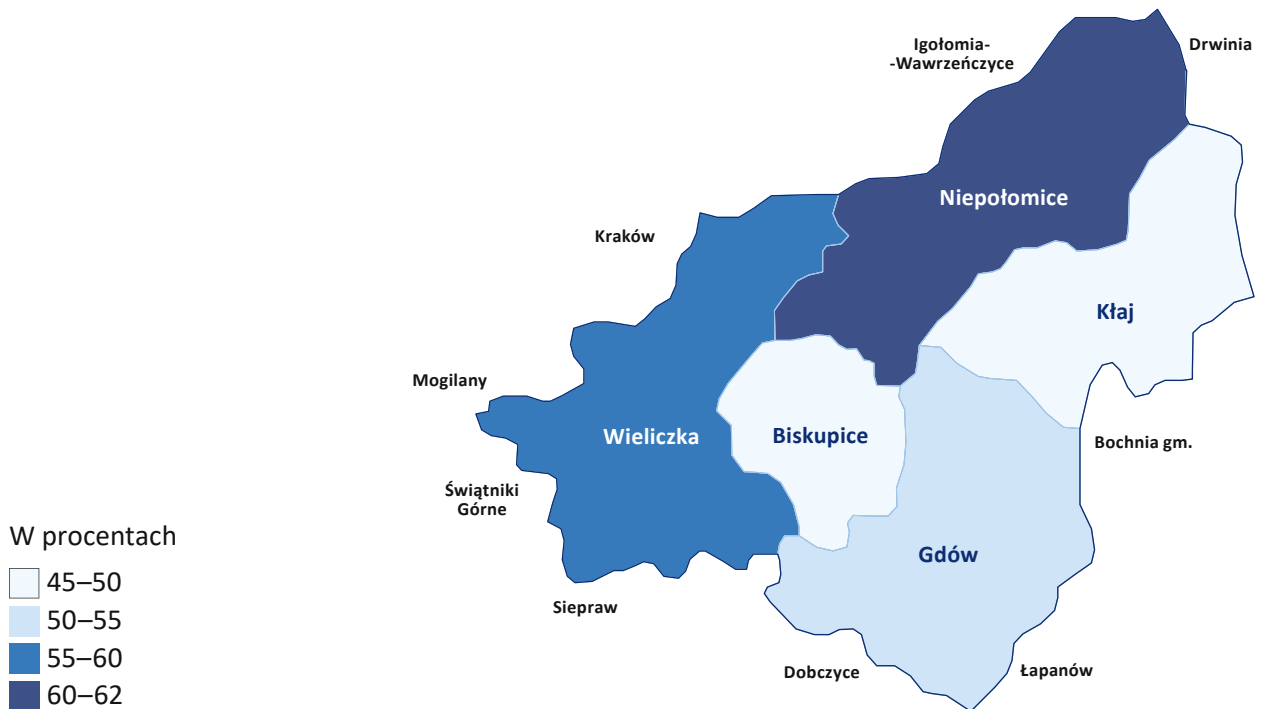 Igołomia-
-Wawrzeńczyce
Drwinia
Niepołomice
Kraków
Kłaj
Mogilany
Wieliczka
Biskupice
Bochnia gm.
Świątniki
Górne
Gdów
Siepraw
Dobczyce
Łapanów
W procentach
45–50
50–55
55–60
60–62